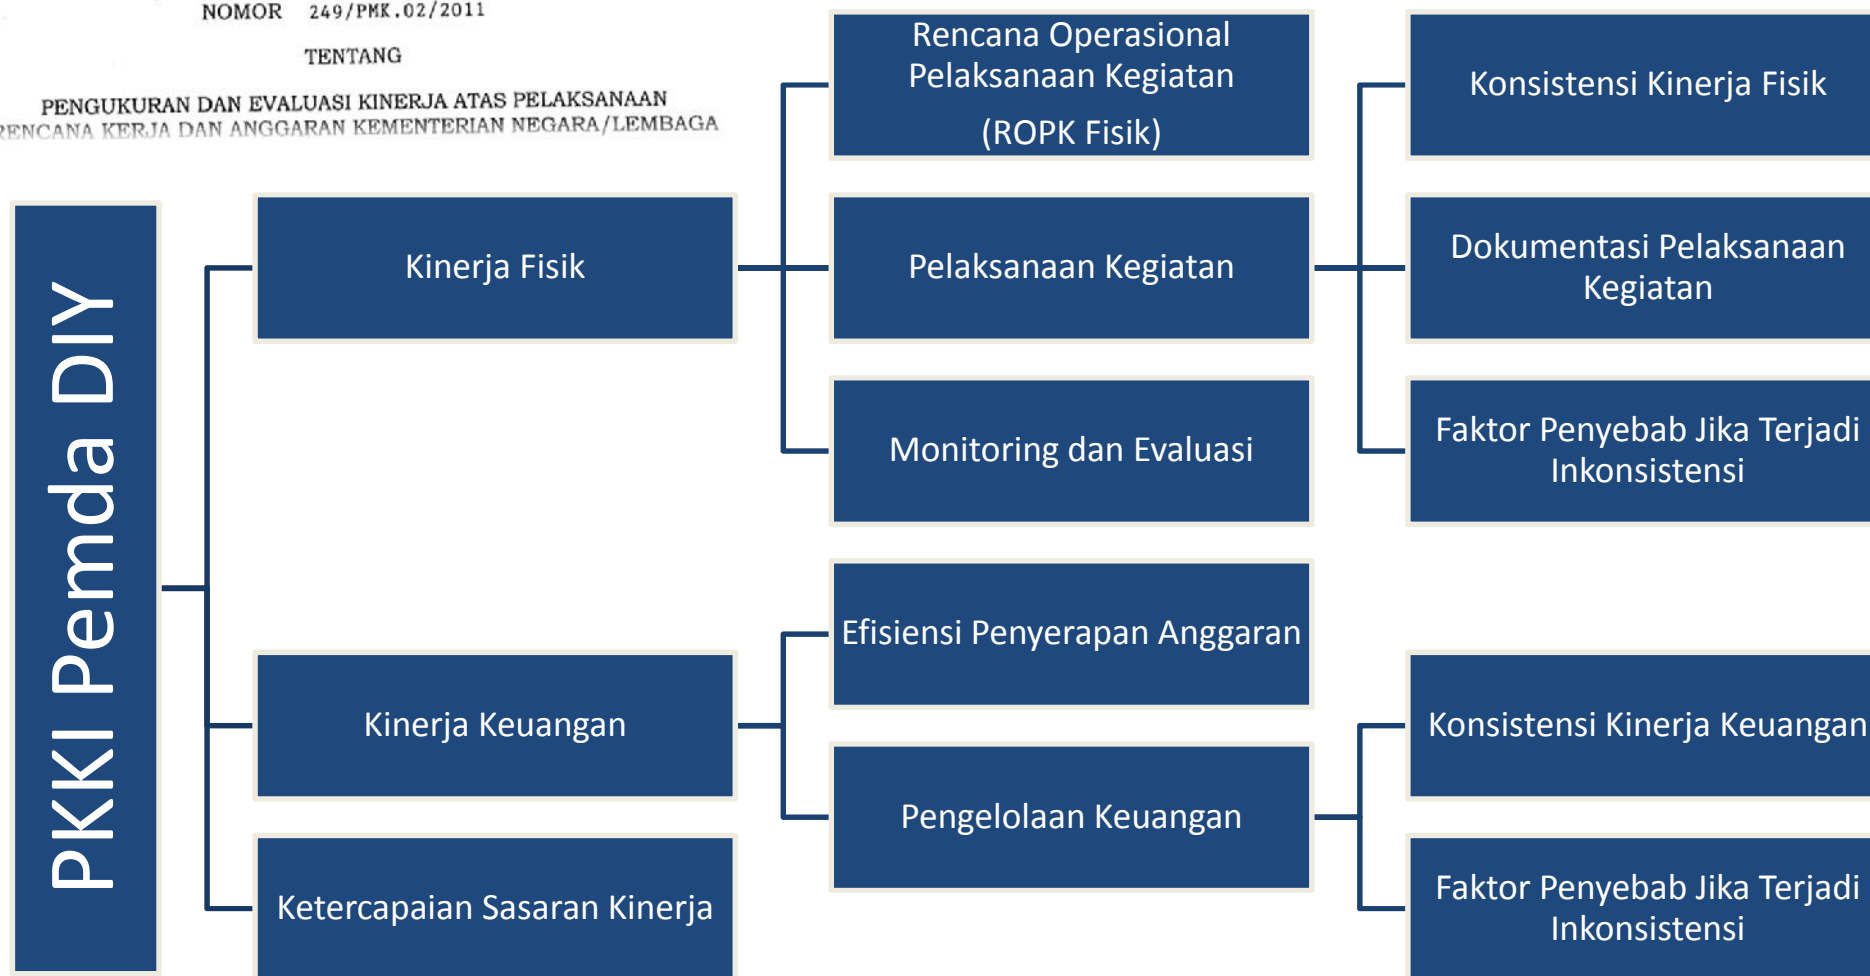 NOMOR 249/PMK.02/2011
TENTANG
PENGUKURAN DAN EVALUASI KINERJA ATAS PELAKSANAAN
RENCANA KERJA DAN ANGGARAN KEMENTERIAN NEGARA/LEMBAGA
PKKI Pemda DIY
Kinerja Fisik
Rencana Operasional
Pelaksanaan Kegiatan
(ROPK Fisik)
Pelaksanaan Kegiatan
Konsistensi Kinerja Fisik
Dokumentasi Pelaksanaan
Kegiatan
Faktor Penyebab Jika Terjadi
Inkonsistensi
Monitoring dan Evaluasi
Kinerja Keuangan
Efisiensi Penyerapan Anggaran
Pengelolaan Keuangan
Konsistensi Kinerja Keuangan
Faktor Penyebab Jika Terjadi
Inkonsistensi
Ketercapaian Sasaran Kinerja